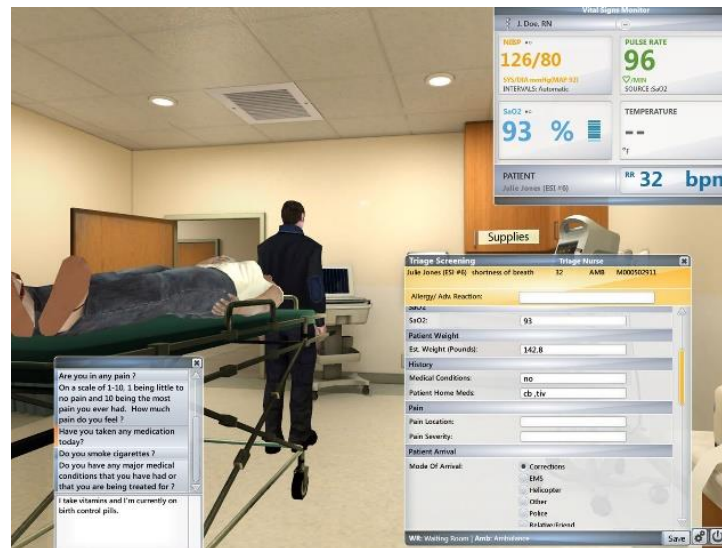 Vital Signs Monitor
J. Doe, RN
NIBP
126/80
SYS/DIA mmHg(MAP 92)
INTERVALS: Automatic
PULSE RATE
96
/MIN
SOURCE :SaO2
SaO2
93 %
TEMPERATURE
--
°F
PATIENT
Julie Jones (ESI #6)
RR 32 bpm
Supplies
Triage Screening Triage Nurse
Julie Jones (ESI #6) shortness of breath 32 AMB M000502911
Allergy/ Adv. Reaction:
SaO2
SaO2: 93
Patient Weight
Est. Weight (Pounds): 142.8
History
Medical Conditions: no
Patient Home Meds: cb ,tiv
Pain
Pain Location:
Pain Severity:
Patient Arrival
Mode Of Arrival: Corrections
EMS
Helicopter
Other
Police
Relative/Friend
WR: Waiting Room | Amb: Ambulance
Save
Are you in any pain ?
On a scale of 1-10, 1 being little to
no pain and 10 being the most
pain you ever had. How much
pain do you feel ?
Have you taken any medication
today?
Do you smoke cigarettes ?
Do you have any major medical
conditions that you have had or
that you are being treated for ?
I take vitamins and I'm currently on
birth control pills.